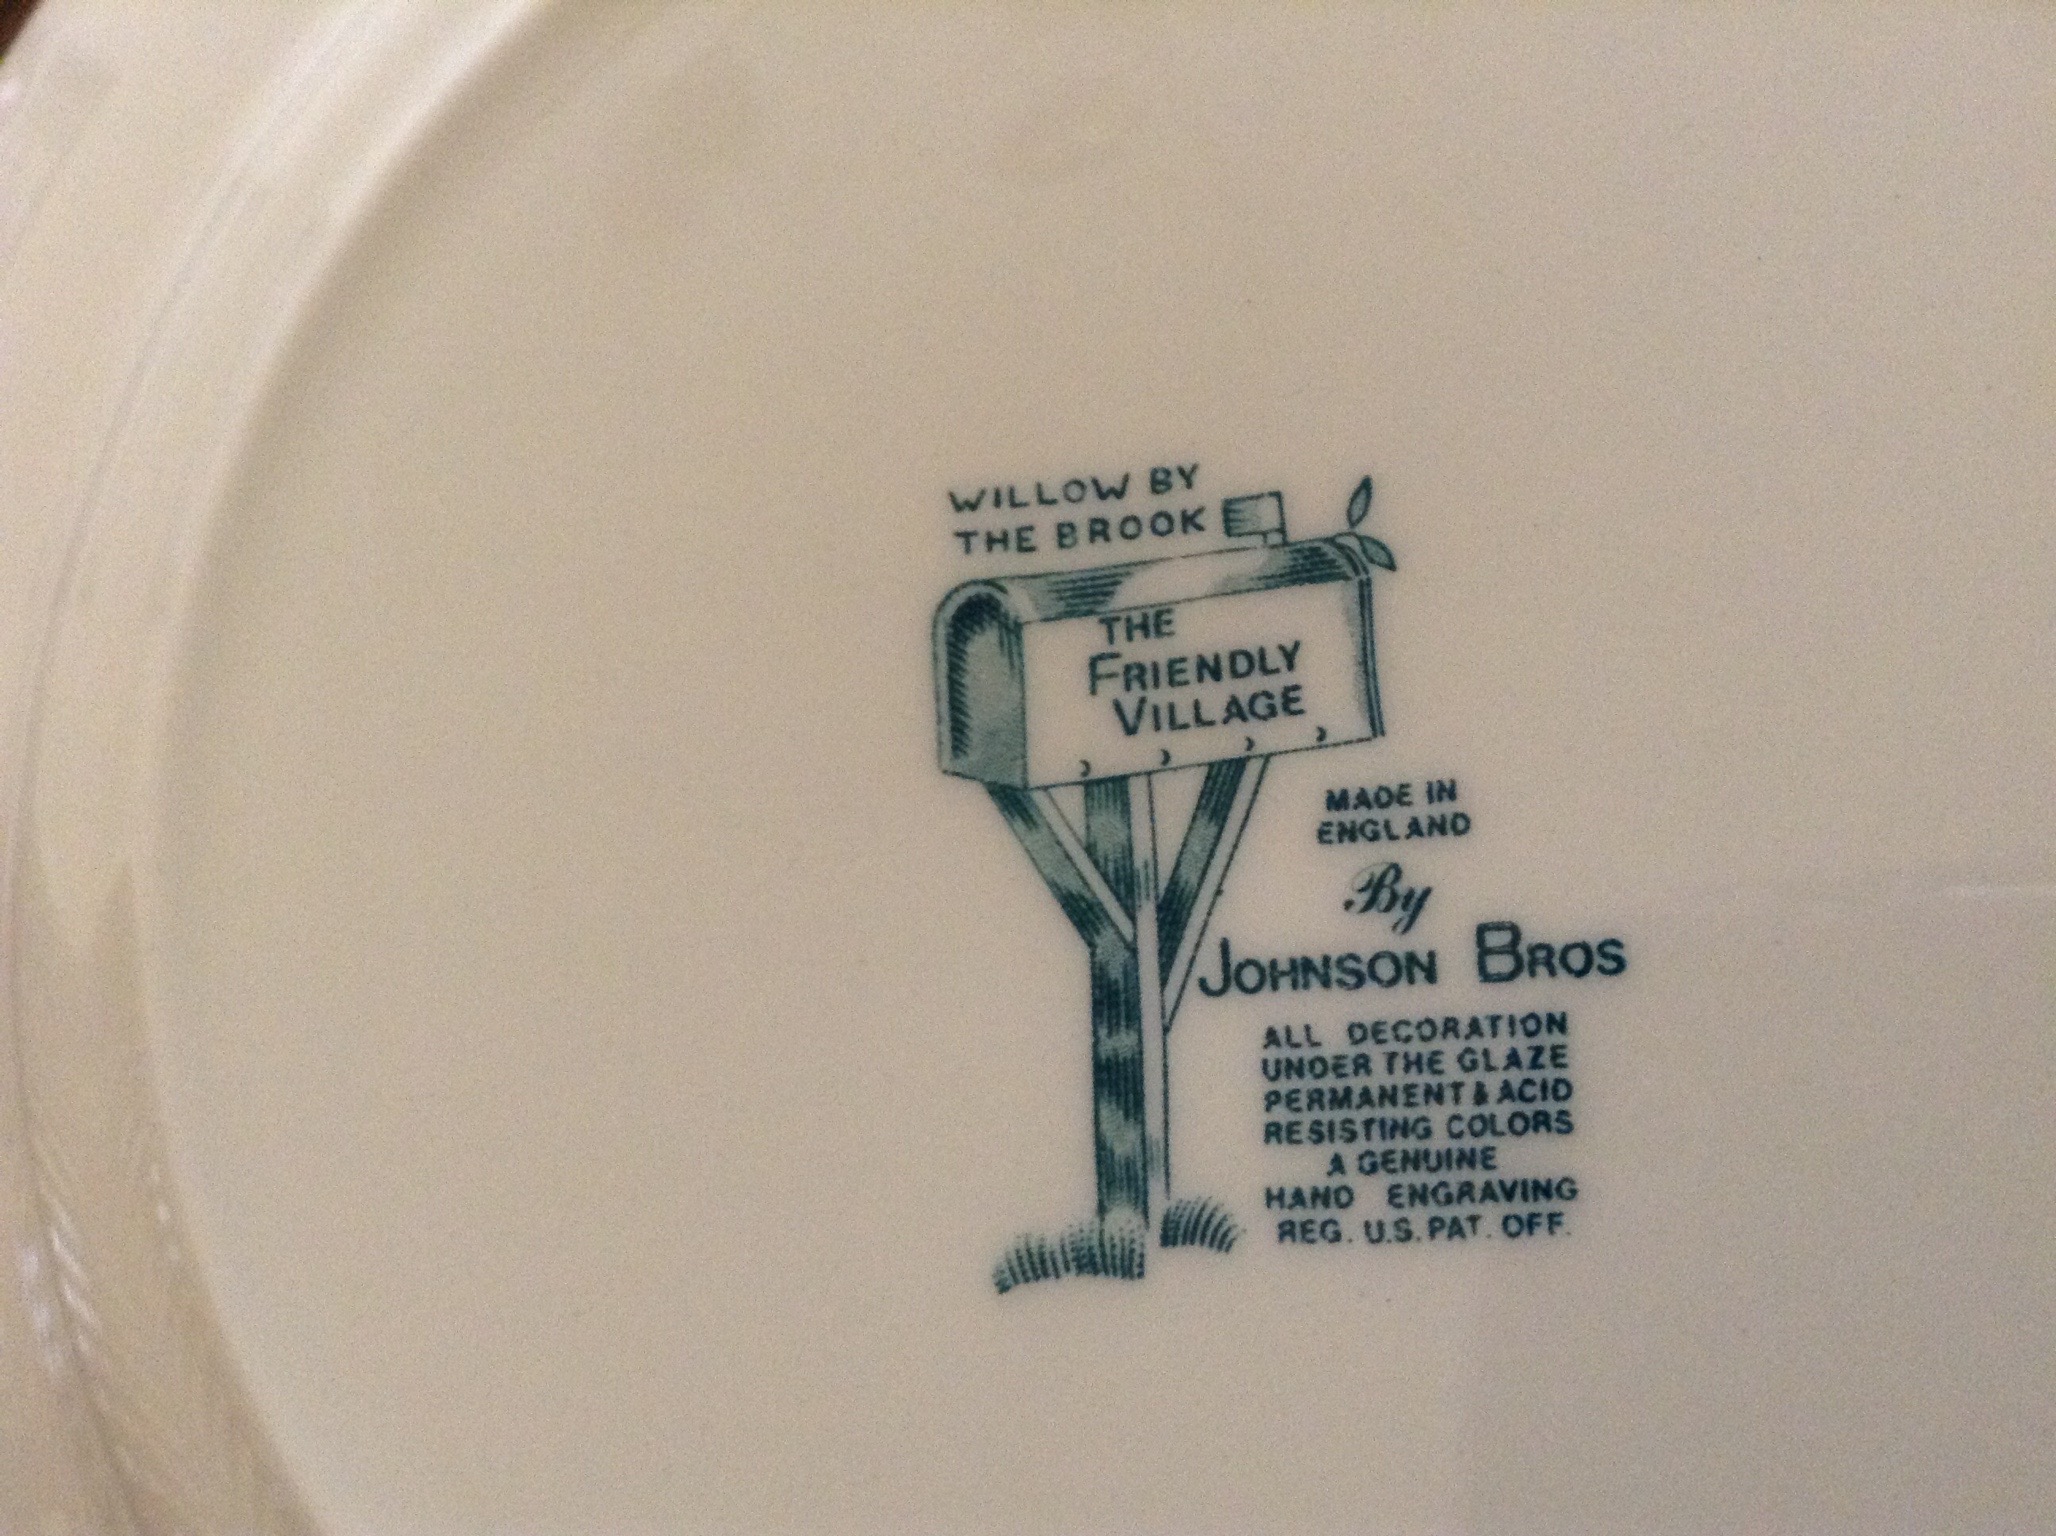 WILLOW BY
THE BROOK
THE
FRIENDLY
VILLAGE
MADE IN
ENGLAND
By
JOHNSON BROS
ALL DECORATION
UNDER THE GLAZE
PERMANENT & ACID
RESISTING COLORS
A GENUINE
HAND ENGRAVING
REG. U.S. PAT. OFF.